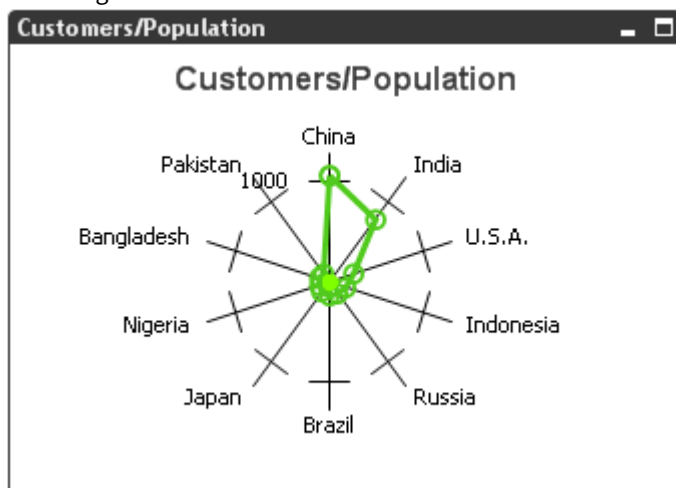 Customers/Population
Customers/Population
China
Pakistan
1000
India
Bangladesh
U.S.A.
Nigeria
Indonesia
Japan
Russia
Brazil